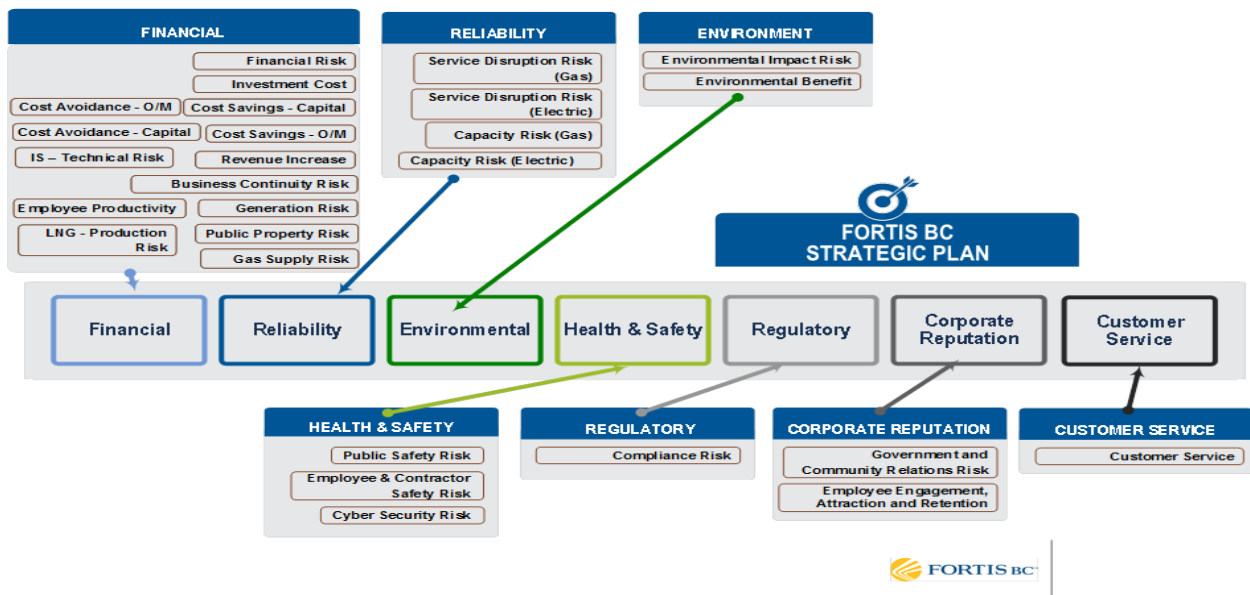 FINANCIAL
Financial Risk
Investment Cost
Cost Avoidance - O/M
Cost Savings - Capital
Cost Avoidance - Capital
Cost Savings - O/M
IS – Technical Risk
Revenue Increase
Business Continuity Risk
Employee Productivity
Generation Risk
LNG - Production
Risk
Public Property Risk
Gas Supply Risk
RELIABILITY
Service Disruption Risk
(Gas)
Service Disruption Risk
(Electric)
Capacity Risk (Gas)
Capacity Risk (Electric)
ENVIRONMENT
Environmental Impact Risk
Environmental Benefit
FORTIS BC
STRATEGIC PLAN
Financial
Reliability
Environmental
Health & Safety
Regulatory
Corporate
Reputation
Customer
Service
HEALTH & SAFETY
Public Safety Risk
Employee & Contractor
Safety Risk
Cyber Security Risk
REGULATORY
Compliance Risk
CORPORATE REPUTATION
Government and
Community Relations Risk
Employee Engagement,
Attraction and Retention
CUSTOMER SERVICE
Customer Service
FORTIS BC